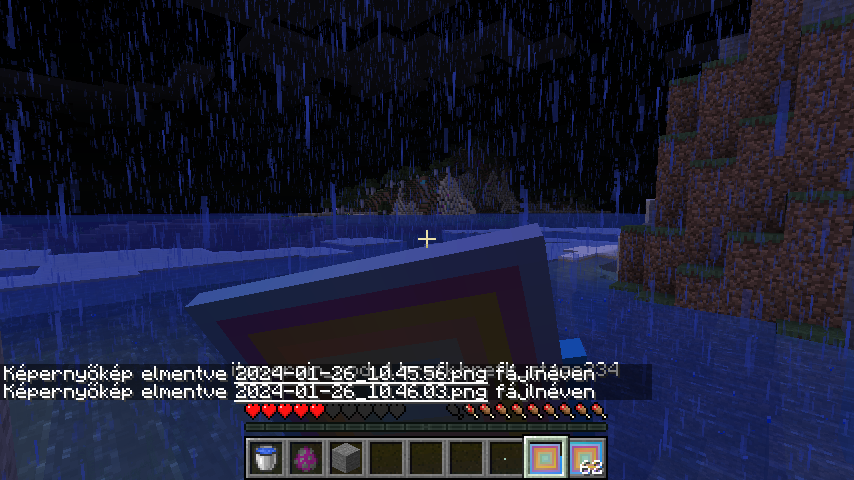 Képernyőkép elmentve 2024-01-26_10.45.56.png fájlnéven
Képernyőkép elmentve 2024-01-26_10.46.03.png fájlnéven
62